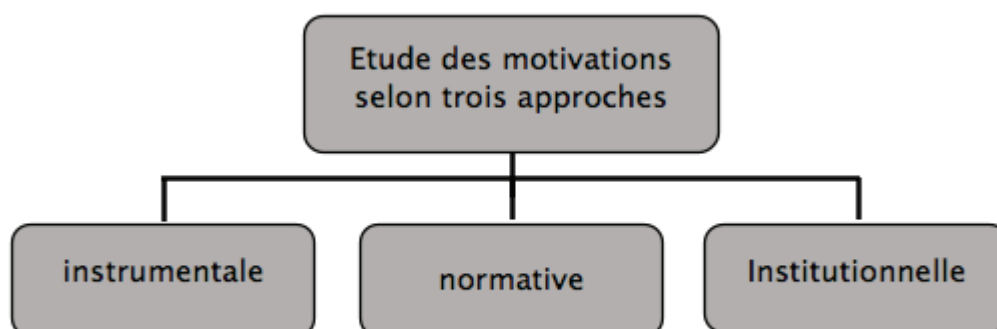 Etude des motivations
selon trois approches
instrumentale
normative
Institutionnelle